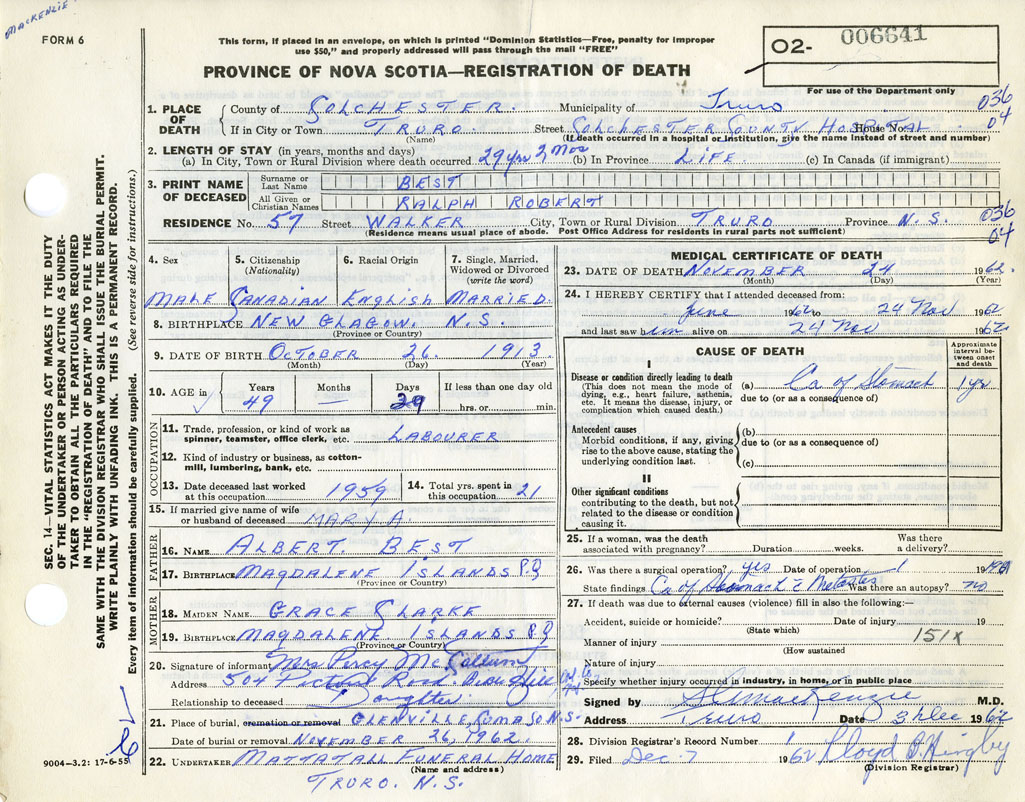 MACKENZIE
FORM 6
This form, if placed in an envelope, on which is printed "Dominion Statistics—Free, penalty for improper
use $50," and properly addressed will pass through the mail "FREE"
PROVINCE OF NOVA SCOTIA—REGISTRATION OF DEATH
02- 006641
For use of the Department only
1. PLACE OF DEATH County of COLCHESTER. Municipality of Truro 036
If in City or Town TRURO. Street COLCHESTER COUNTY HOSPITAL House No. 04
(Name) (If death occurred in a hospital or institution, give the name instead of street and number)
2. LENGTH OF STAY (in years, months and days)
(a) In City, Town or Rural Division where death occurred 29 yrs 2 Mos (b) In Province LIFE. (c) In Canada (if immigrant)
3. PRINT NAME OF DECEASED Surname or Last Name BEST
All Given or Christian Names RALPH ROBERT
RESIDENCE No. 57 Street WALKER City, Town or Rural Division TRURO Province N.S. 036
(Residence means usual place of abode. Post Office Address for residents in rural parts not sufficient) 04
4. Sex 5. Citizenship (Nationality) 6. Racial Origin 7. Single, Married, Widowed or Divorced (write the word)
MALE CANADIAN ENGLISH MARRIED.
8. BIRTHPLACE NEW GLAGOW. N.S.
(Province or Country)
9. DATE OF BIRTH OCTOBER 26. 1913.
(Month) (Day) (Year)
10. AGE in Years Months Days If less than one day old
49 — 29 hrs. or min.
OCCUPATION
11. Trade, profession, or kind of work as
spinner, teamster, office clerk, etc. LABOURER
12. Kind of industry or business, as cotton-
mill, lumbering, bank, etc.
13. Date deceased last worked at this occupation 1959 14. Total yrs. spent in this occupation 21
15. If married give name of wife
or husband of deceased MARY A.
FATHER
16. NAME ALBERT. BEST
17. BIRTHPLACE MAGDALENE ISLANDS P.Q
(Province or Country)
MOTHER
18. MAIDEN NAME GRACE CLARKE
19. BIRTHPLACE MAGDALENE. ISLANDS P.Q
(Province or Country)
20. Signature of informant Mrs Percy McCallum
Address 504 Pictou Road. Bible Hill
Relationship to deceased Daughter
21. Place of burial, cremation or removal GLENVILLE, COMBASO N.S.
Date of burial or removal NOVEMBER 26, 1962.
22. UNDERTAKER MATTATALL FUNERAL HOME
(Name and address)
TRURO. N.S.
MEDICAL CERTIFICATE OF DEATH
23. DATE OF DEATH NOVEMBER 24 1962.
(Month) (Day) (Year)
24. I HEREBY CERTIFY that I attended deceased from:
June 1962 to 24 Nov 1962
and last saw him alive on 24 Nov 1962
CAUSE OF DEATH
Approximate interval between onset and death
I
Disease or condition directly leading to death
(This does not mean the mode of
dying, e.g., heart failure, asthenia,
etc. It means the disease, injury, or
complication which caused death.)
(a) Ca of Stomach 1 yr
due to (or as a consequence of)
Antecedent causes
Morbid conditions, if any, giving
rise to the above cause, stating the
underlying condition last.
(b)
due to (or as a consequence of)
(c)
II
Other significant conditions
contributing to the death, but not
related to the disease or condition
causing it.
25. If a woman, was the death Was there
associated with pregnancy? Duration weeks. a delivery?
26. Was there a surgical operation? yes Date of operation 19
State findings Ca of Stomach c̄ Metastes Was there an autopsy? no
27. If death was due to external causes (violence) fill in also the following:—
Accident, suicide or homicide? Date of injury 19
(State which) 151X
Manner of injury
(How sustained
Nature of injury
Specify whether injury occurred in industry, in home, or in public place
Signed by MacKenzie M.D.
Address Truro Date 3 Dec 1962
28. Division Registrar's Record Number 1
29. Filed Dec. 7 1962
(Division Registrar)
SEC. 14—VITAL STATISTICS ACT MAKES IT THE DUTY
OF THE UNDERTAKER OR PERSON ACTING AS UNDER-
TAKER TO OBTAIN ALL THE PARTICULARS REQUIRED
IN THE "REGISTRATION OF DEATH" AND TO FILE THE
SAME WITH THE DIVISION REGISTRAR WHO SHALL ISSUE THE BURIAL PERMIT.
WRITE PLAINLY WITH UNFADING INK. THIS IS A PERMANENT RECORD.
Every item of information should be carefully supplied. (See reverse side for instructions.)
9004-3.2: 17-6-55